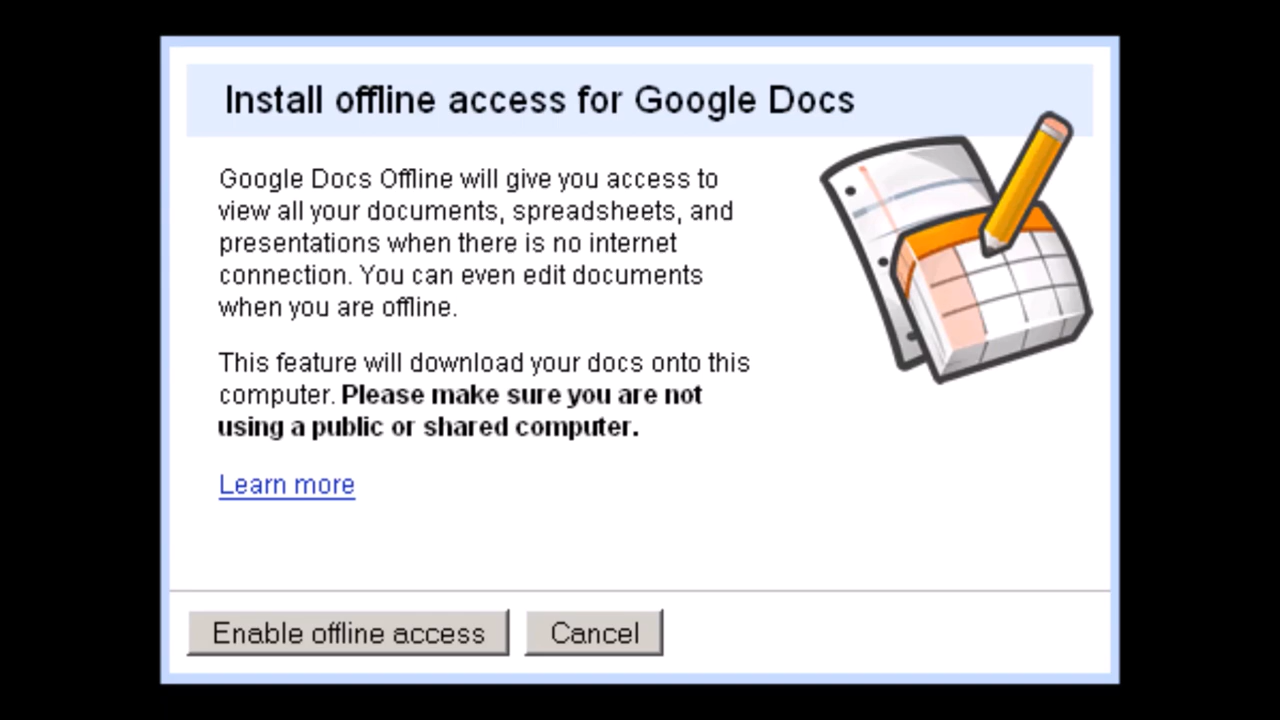 Install offline access for Google Docs
Google Docs Offline will give you access to
view all your documents, spreadsheets, and
presentations when there is no internet
connection. You can even edit documents
when you are offline.
This feature will download your docs onto this
computer. Please make sure you are not
using a public or shared computer.
Learn more
Enable offline access
Cancel